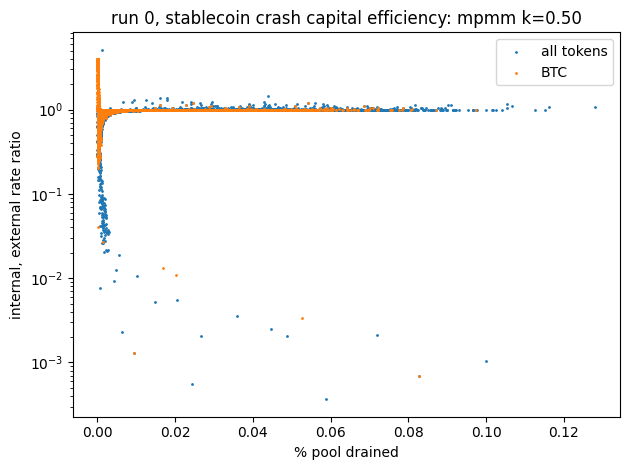 run 0, stablecoin crash capital efficiency: mpmm k=0.50
all tokens
BTC
internal, external rate ratio
10⁰
10⁻¹
10⁻²
10⁻³
0.00 0.02 0.04 0.06 0.08 0.10 0.12
% pool drained